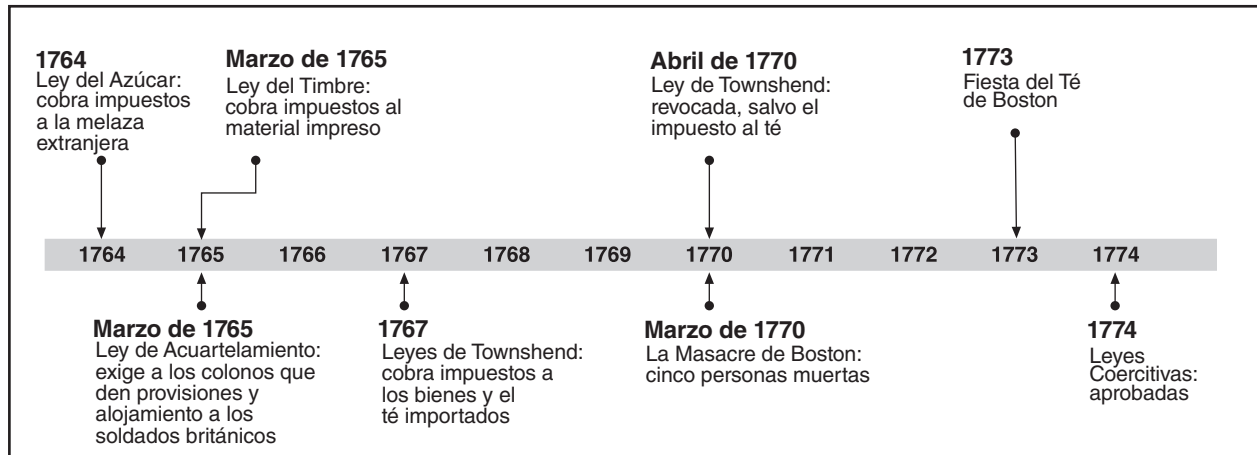 1764
Ley del Azúcar:
cobra impuestos
a la melaza
extranjera
Marzo de 1765
Ley del Timbre:
cobra impuestos al
material impreso
Abril de 1770
Ley de Townshend:
revocada, salvo el
impuesto al té
1773
Fiesta del Té
de Boston
1764 1765 1766 1767 1768 1769 1770 1771 1772 1773 1774
Marzo de 1765
Ley de Acuartelamiento:
exige a los colonos que
den provisiones y
alojamiento a los
soldados británicos
1767
Leyes de Townshend:
cobra impuestos a
los bienes y el
té importados
Marzo de 1770
La Masacre de Boston:
cinco personas muertas
1774
Leyes
Coercitivas:
aprobadas